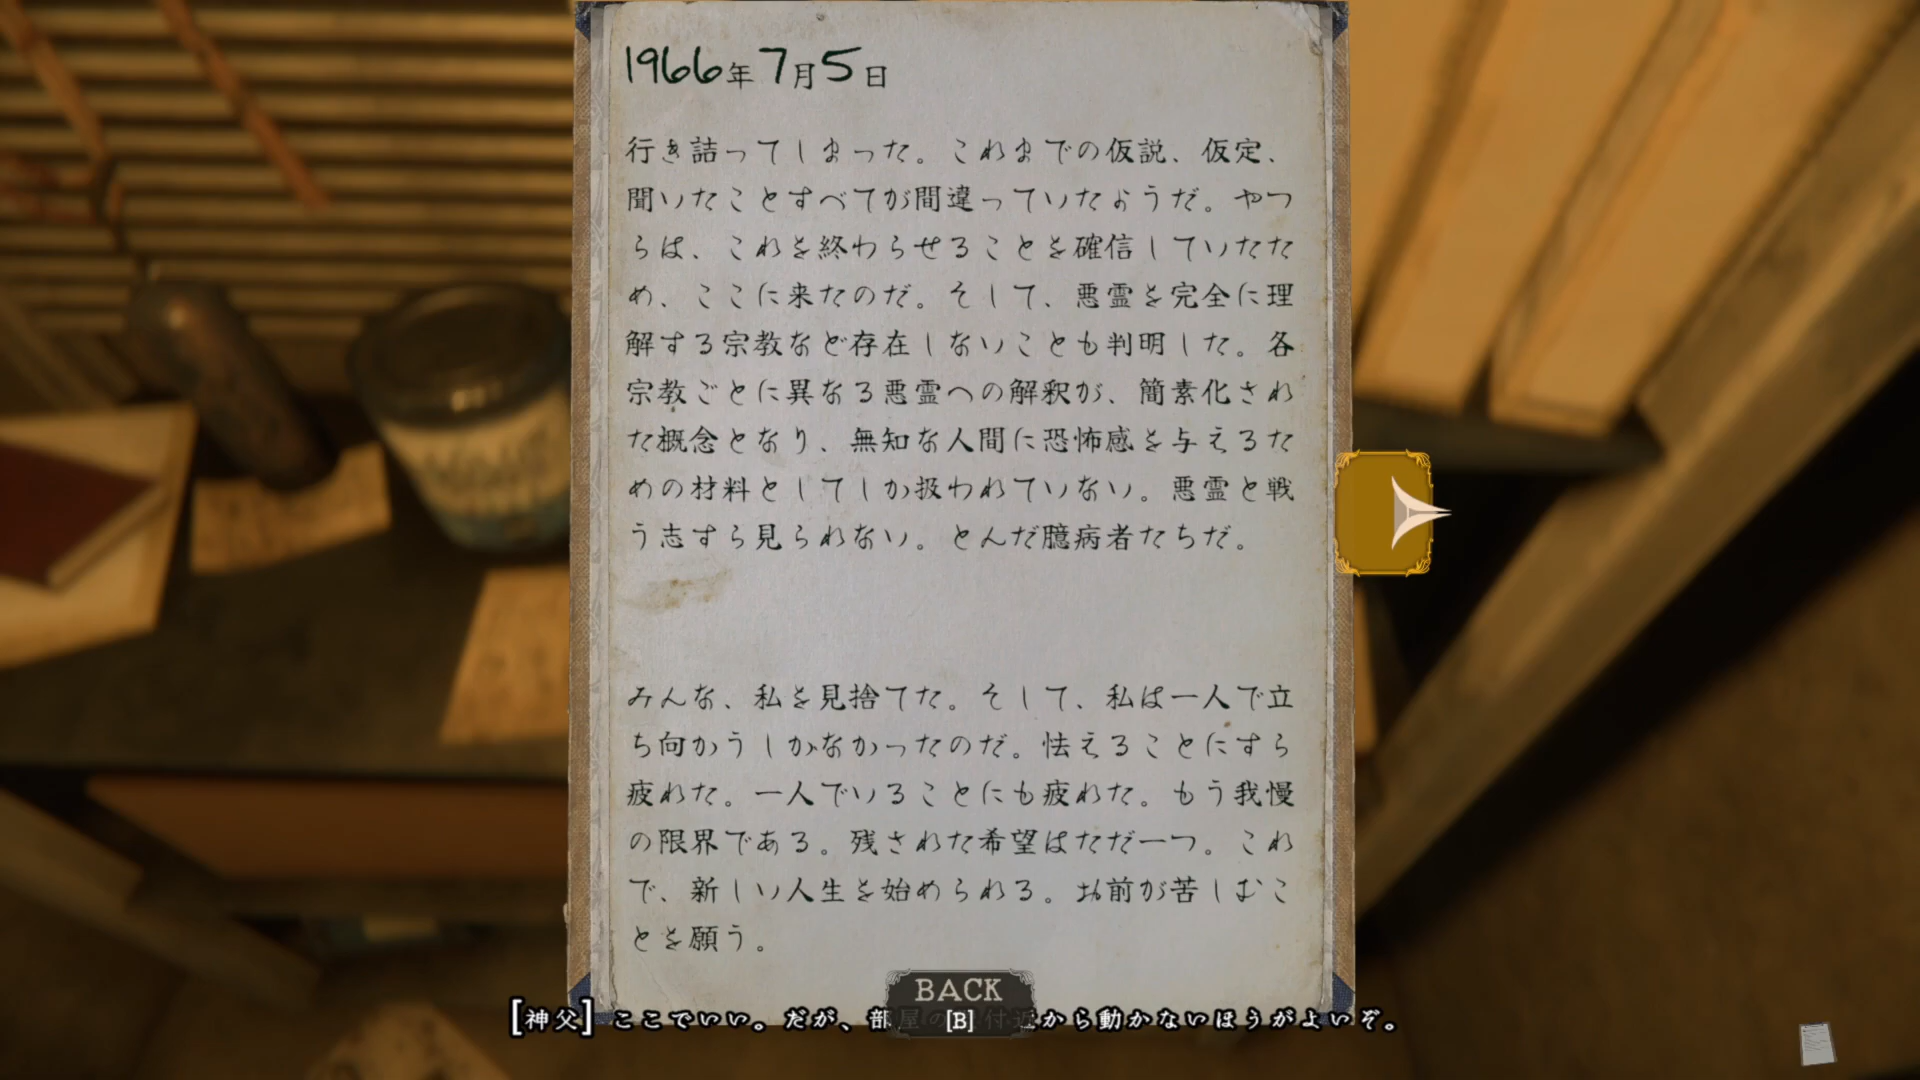 1966年7月5日
行き詰ってしまった。これまでの仮説、仮定、
聞いたことすべてが間違っていたようだ。やつ
らは、これを終わらせることを確信していたた
め、ここに来たのだ。そして、悪霊を完全に理
解する宗教など存在しないことも判明した。各
宗教ごとに異なる悪霊への解釈が、簡素化され
た概念となり、無知な人間に恐怖感を与えるた
めの材料としてしか扱われていない。悪霊と戦
う志すら見られない。とんだ臆病者たちだ。
みんな、私を見捨てた。そして、私は一人で立
ち向かうしかなかったのだ。怯えることにすら
疲れた。一人でいることにも疲れた。もう我慢
の限界である。残された希望はただ一つ。これ
で、新しい人生を始められる。お前が苦しむこ
とを願う。
BACK
[B]
[神父] ここでいい。だが、部屋の 付近から動かないほうがよいぞ。